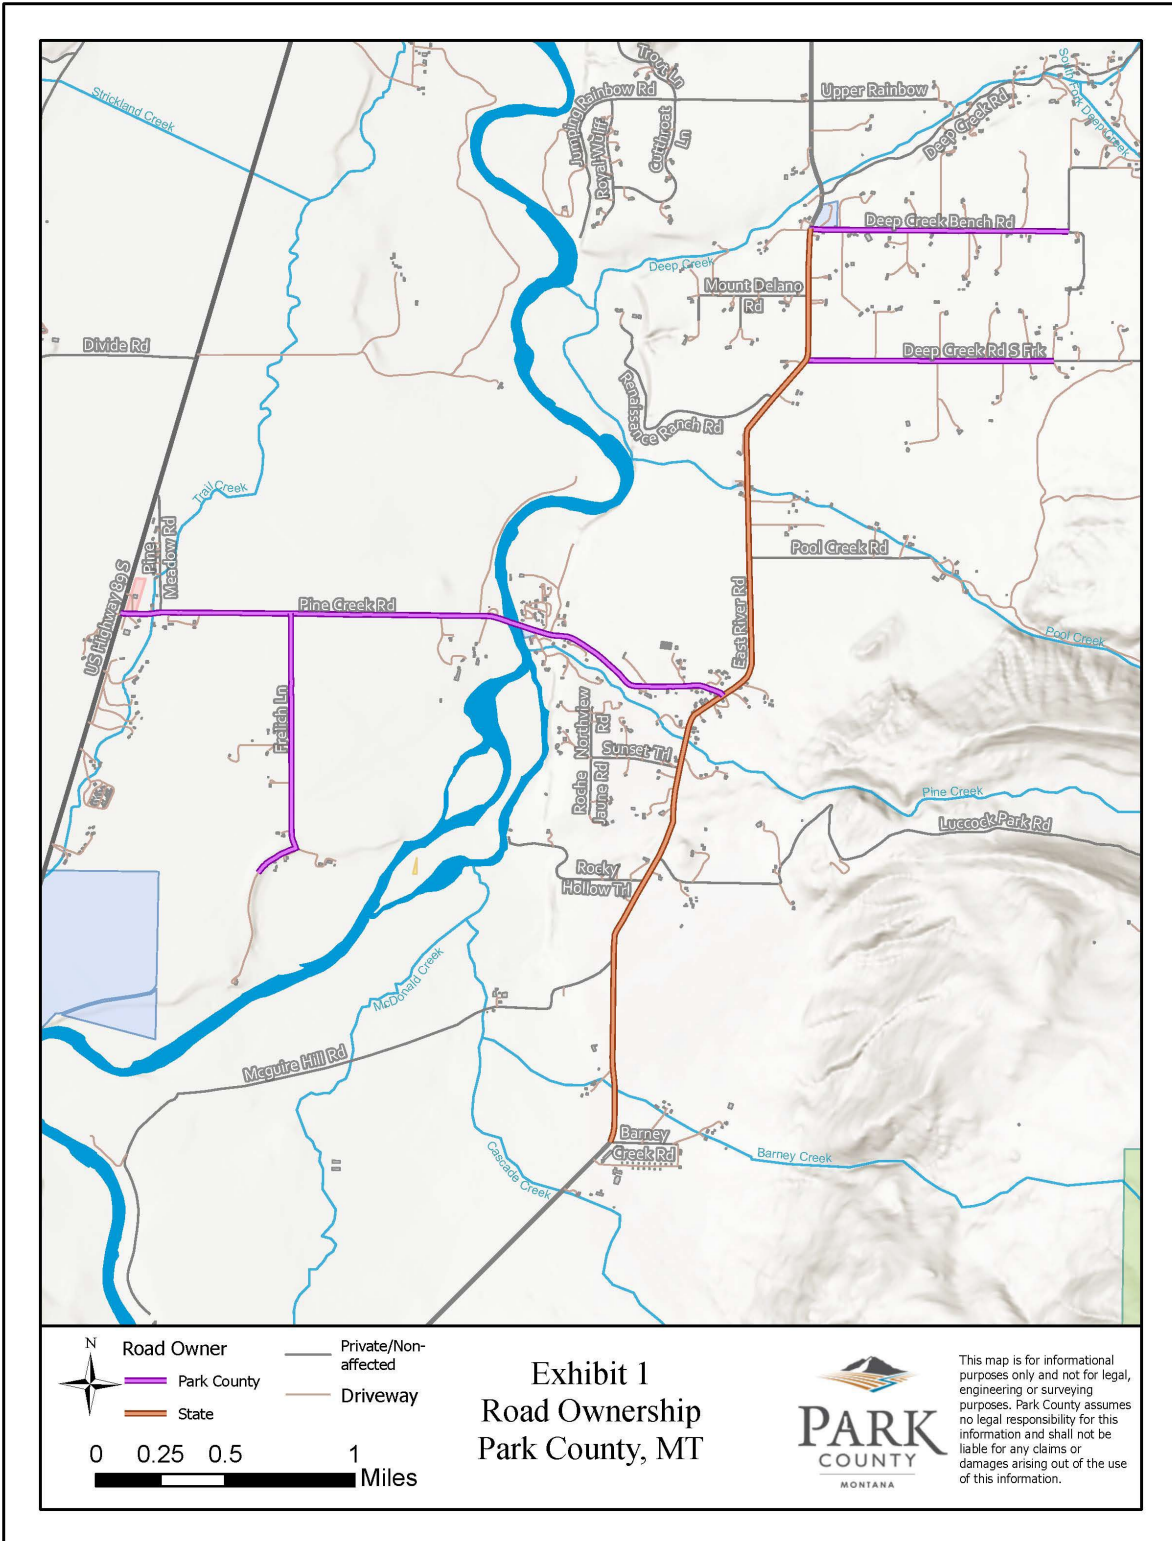 Trout Ln
Strickland Creek
Jumping Rainbow Rd
Upper Rainbow
South Fork Deep Creek
Deep Creek Rd
Royal Wulff
Cutthroat
Ln
Deep Creek Bench Rd
Deep Creek
Mount Delano
Rd
Divide Rd
Deep Creek Rd S Frk
Renaissance Ranch Rd
Trail Creek
Pine
Meadow Rd
Pool Creek Rd
US Highway 89 S
Pine Creek Rd
East River Rd
Pool Creek
Frelich Ln
Northview
Rd
Sunset Trl
Roche
Jaune Rd
Pine Creek
Luccock Park Rd
Rocky
Hollow Trl
McDonald Creek
Mcguire Hill Rd
Barney
Creek Rd
Cascade Creek
Barney Creek
N
Road Owner
Park County
State
Private/Non-
affected
Driveway
0 0.25 0.5 1
Miles
Exhibit 1
Road Ownership
Park County, MT
PARK
COUNTY
MONTANA
This map is for informational
purposes only and not for legal,
engineering or surveying
purposes. Park County assumes
no legal responsibility for this
information and shall not be
liable for any claims or
damages arising out of the use
of this information.